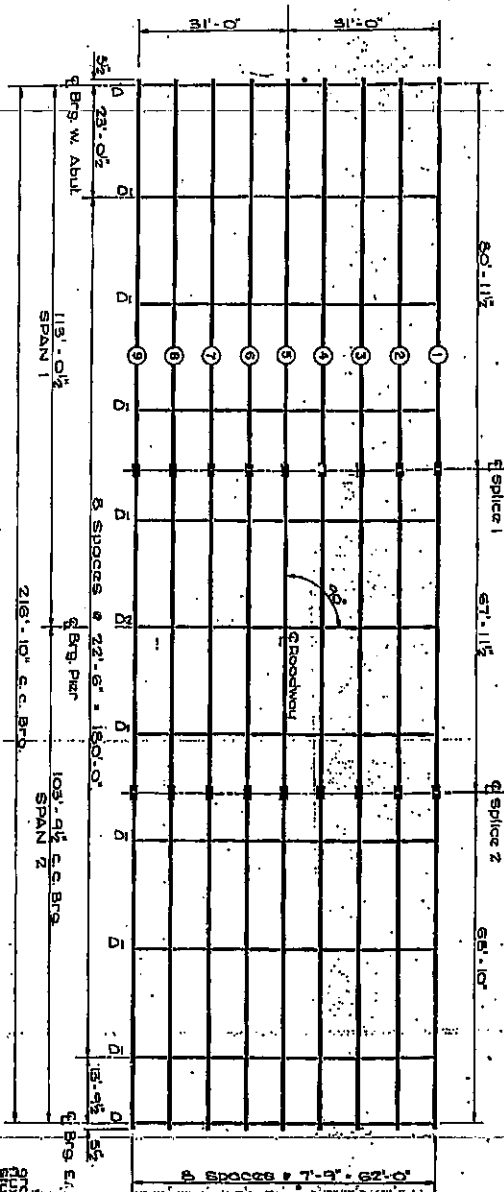 31'-0"
31'-0"
5½"
80'-11½"
67'-11½"
68'-10"
℄ Splice 1
℄ Splice 2
1
2
3
4
5
6
7
8
9
90°
℄ Roadway
D
D1
D1
D1
D1
D2
D1
D1
D1
D1
D
23'-0½"
8 Spaces @ 22'-6" = 180'-0"
13'-9½"
5½"
℄ Brg. W. Abut.
113'-0½"
SPAN 1
℄ Brg. Pier
103'-9½" c.c. Brg.
SPAN 2
℄ Brg. E.
216'-10" c.c. Brg.
8 Spaces @ 7'-9" = 62'-0"